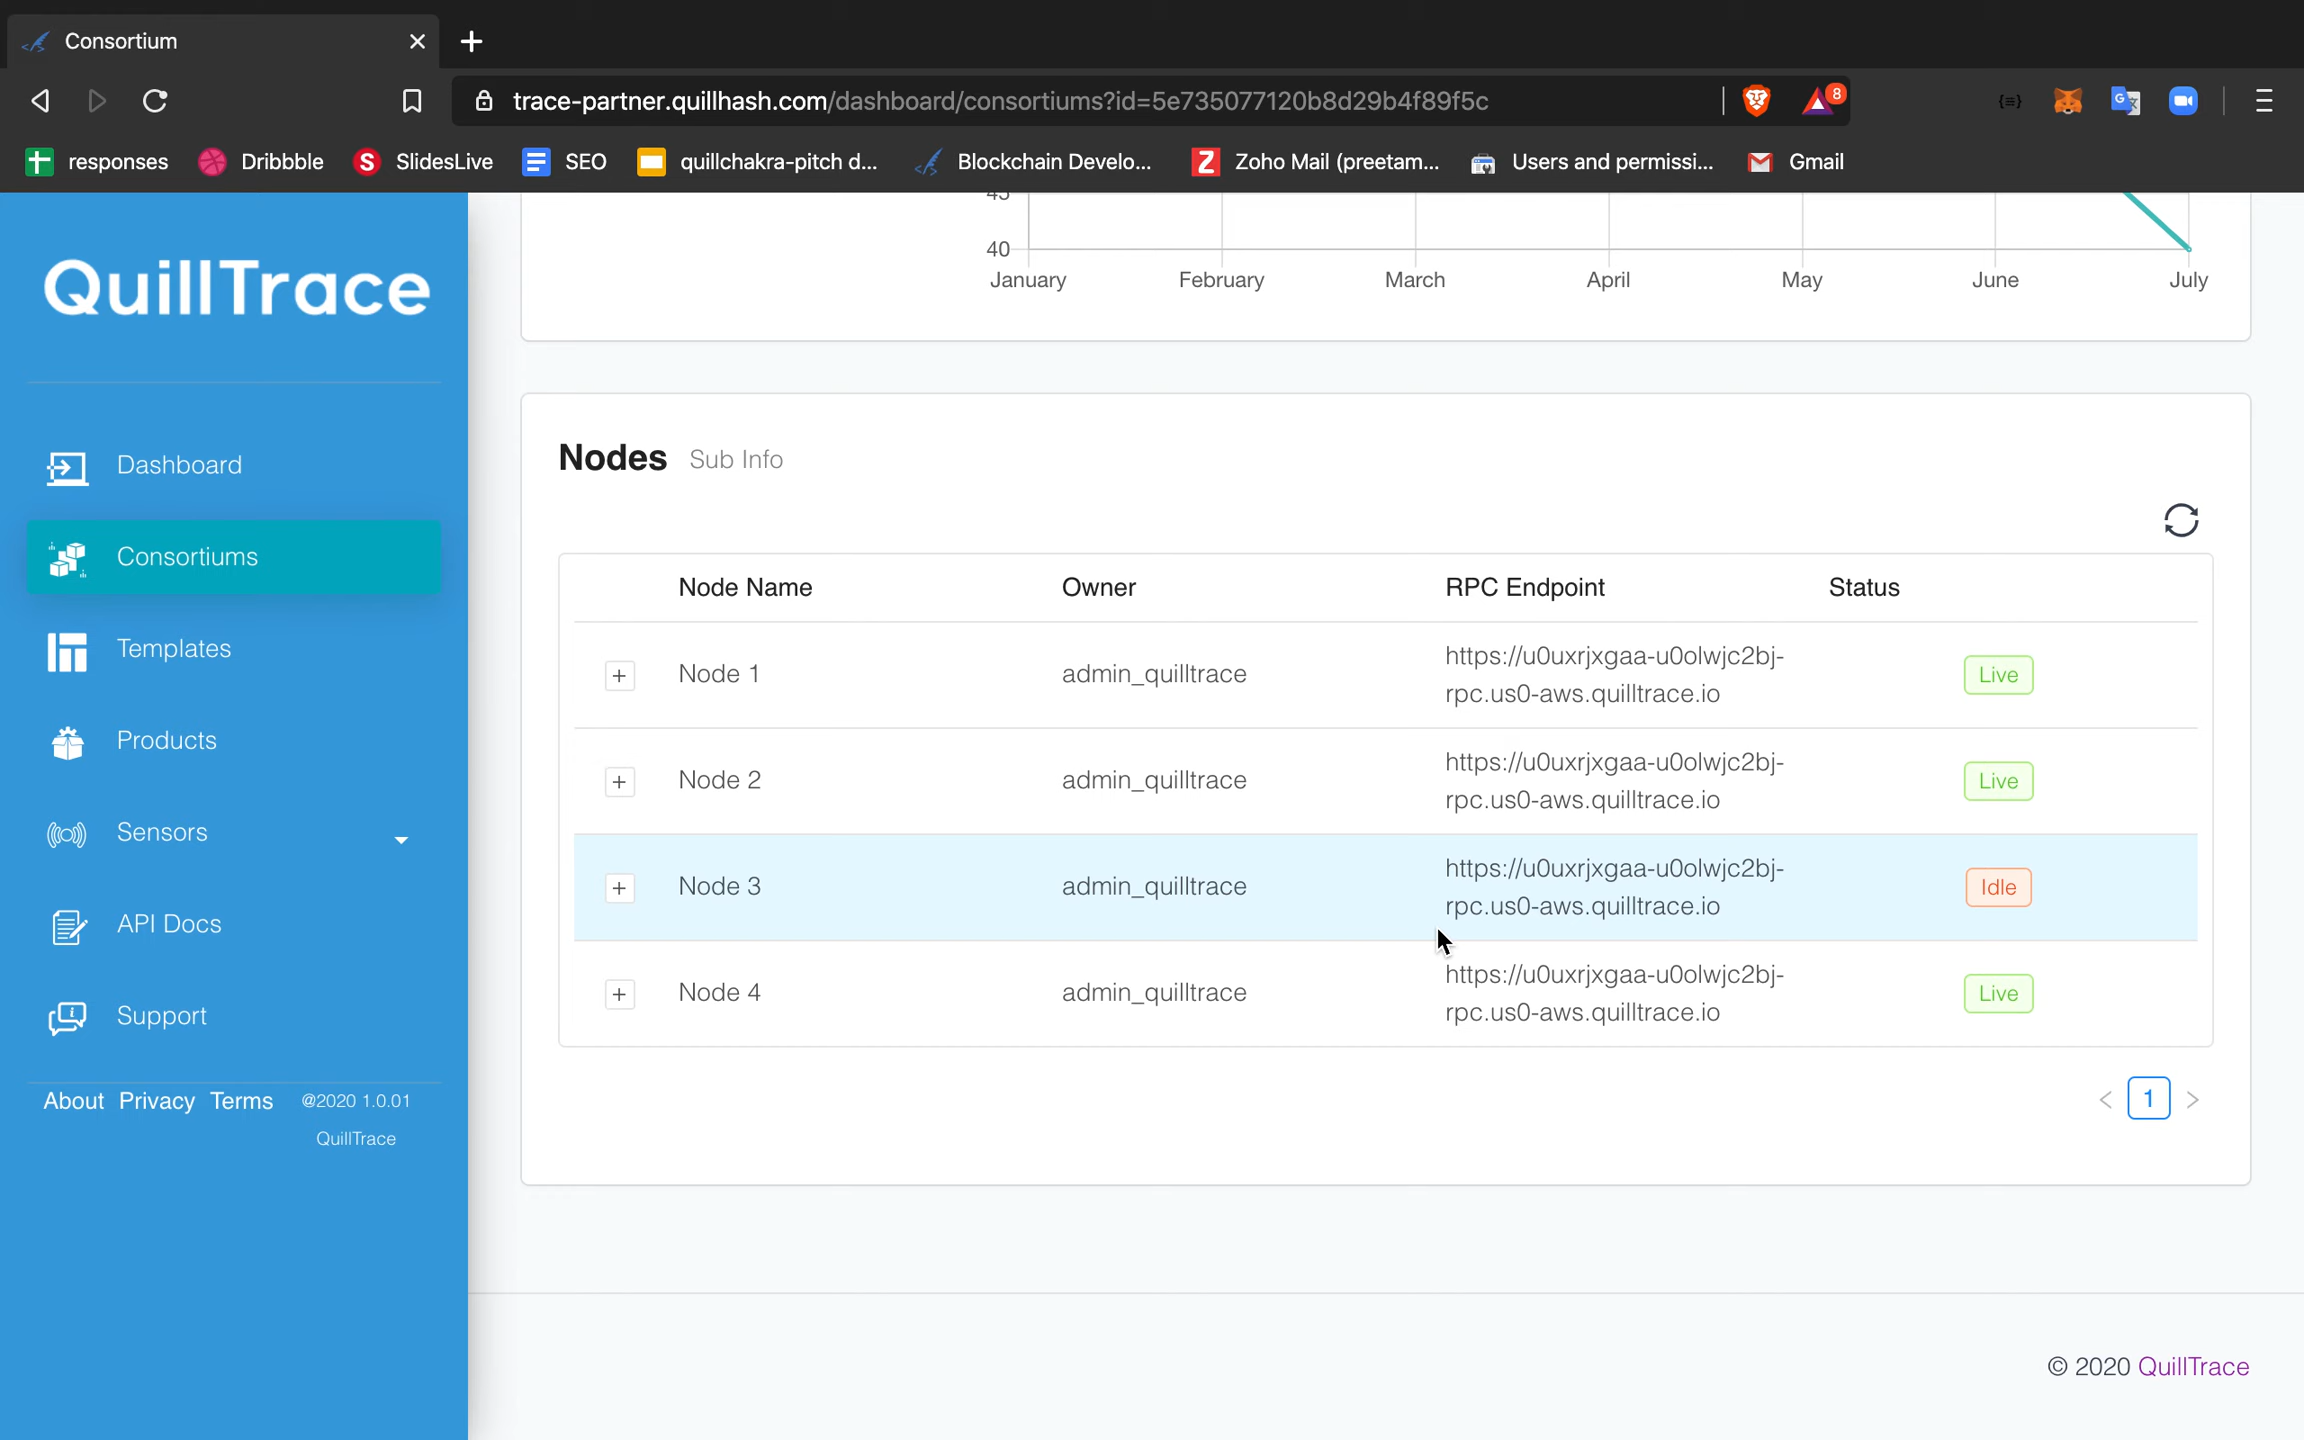 Consortium
trace-partner.quillhash.com/dashboard/consortiums?id=5e735077120b8d29b4f89f5c
8
responses
Dribbble
SlidesLive
SEO
quillchakra-pitch d...
Blockchain Develo...
Zoho Mail (preetam...
Users and permissi...
Gmail
QuillTrace
Dashboard
Consortiums
Templates
Products
Sensors
API Docs
Support
About Privacy Terms @2020 1.0.01
QuillTrace
45
40
January February March April May June July
Nodes Sub Info
Node Name Owner RPC Endpoint Status
Node 1 admin_quilltrace https://u0uxrjxgaa-u0olwjc2bj-
rpc.us0-aws.quilltrace.io Live
Node 2 admin_quilltrace https://u0uxrjxgaa-u0olwjc2bj-
rpc.us0-aws.quilltrace.io Live
Node 3 admin_quilltrace https://u0uxrjxgaa-u0olwjc2bj-
rpc.us0-aws.quilltrace.io Idle
Node 4 admin_quilltrace https://u0uxrjxgaa-u0olwjc2bj-
rpc.us0-aws.quilltrace.io Live
< 1 >
© 2020 QuillTrace